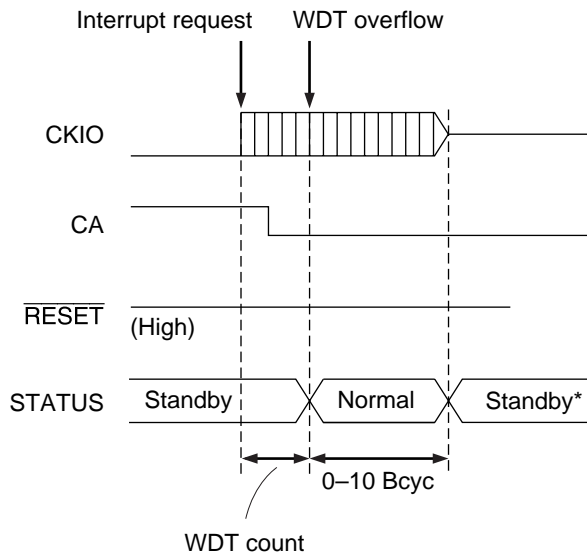 Interrupt request WDT overflow
CKIO
CA
RESET
(High)
STATUS Standby Normal Standby*
0–10 Bcyc
WDT count